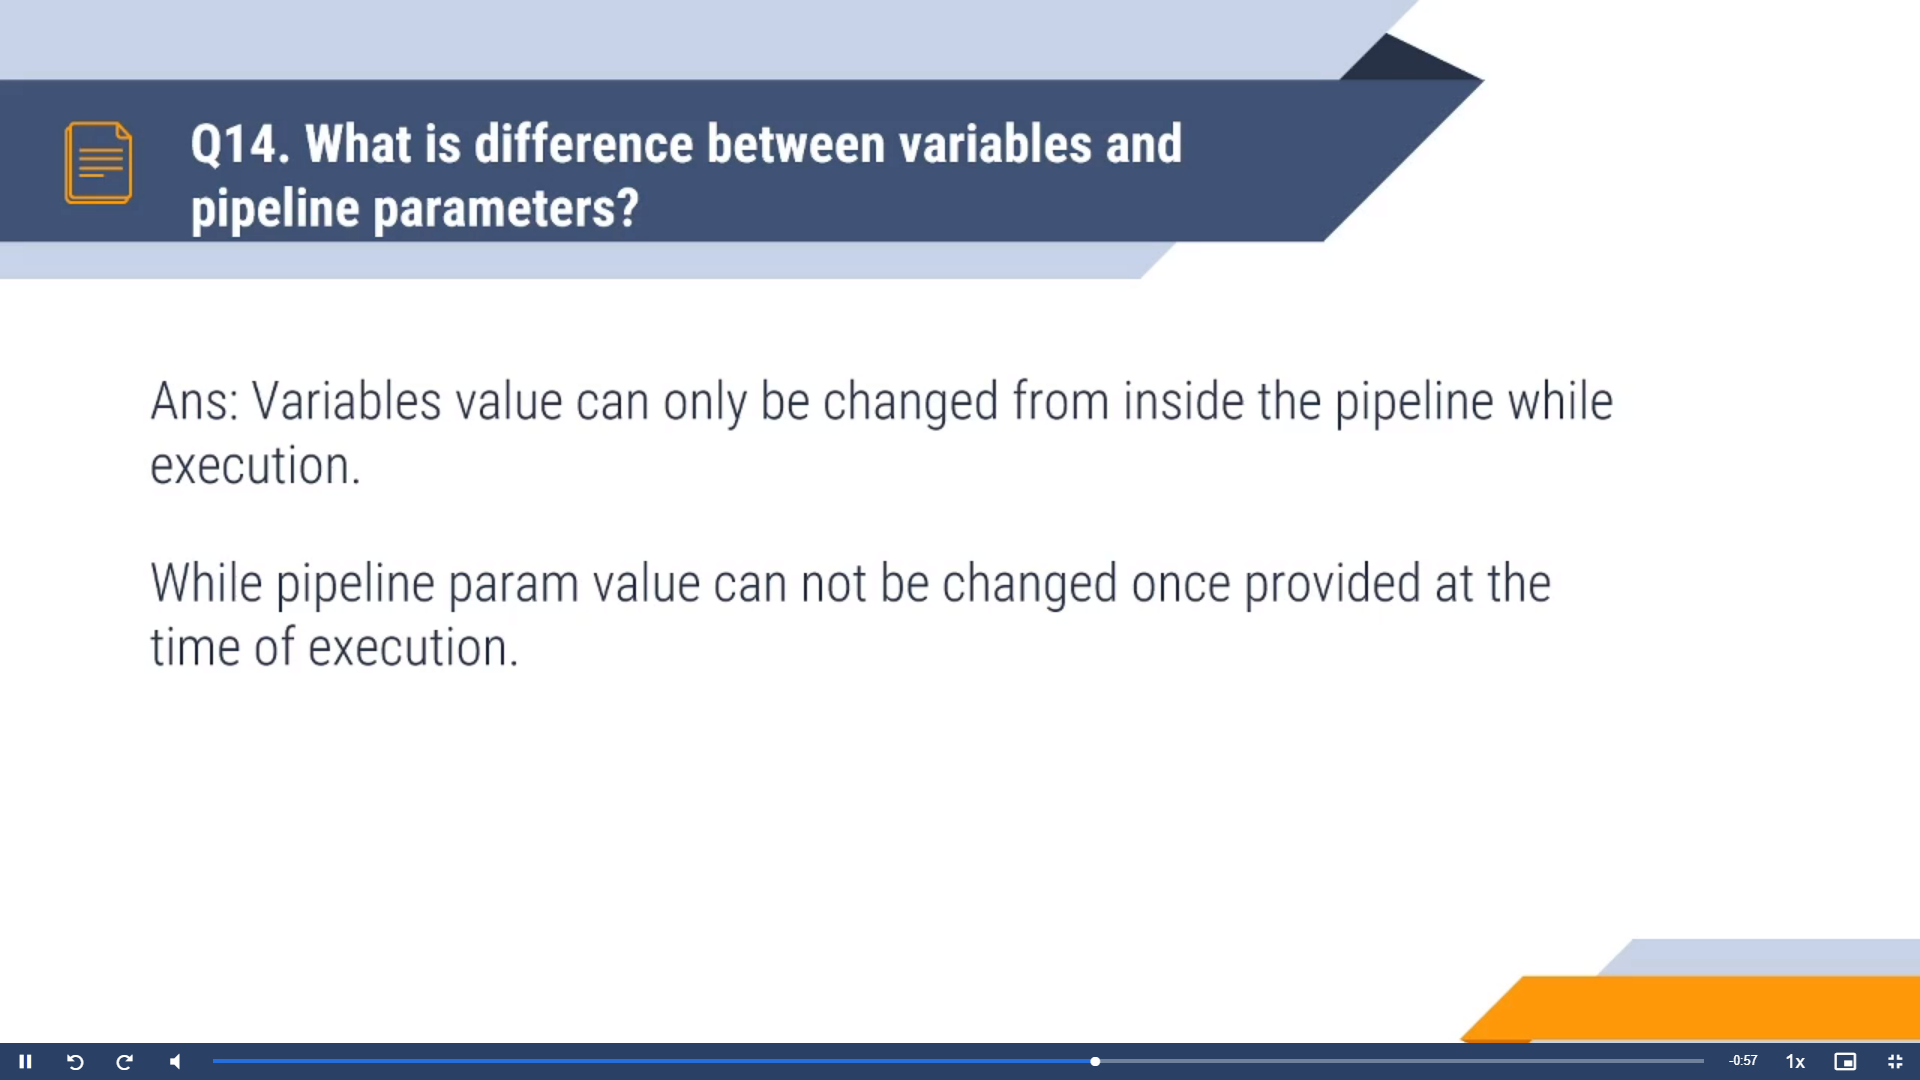 Q14. What is difference between variables and
pipeline parameters?
Ans: Variables value can only be changed from inside the pipeline while
execution.
While pipeline param value can not be changed once provided at the
time of execution.
-0:57 1x